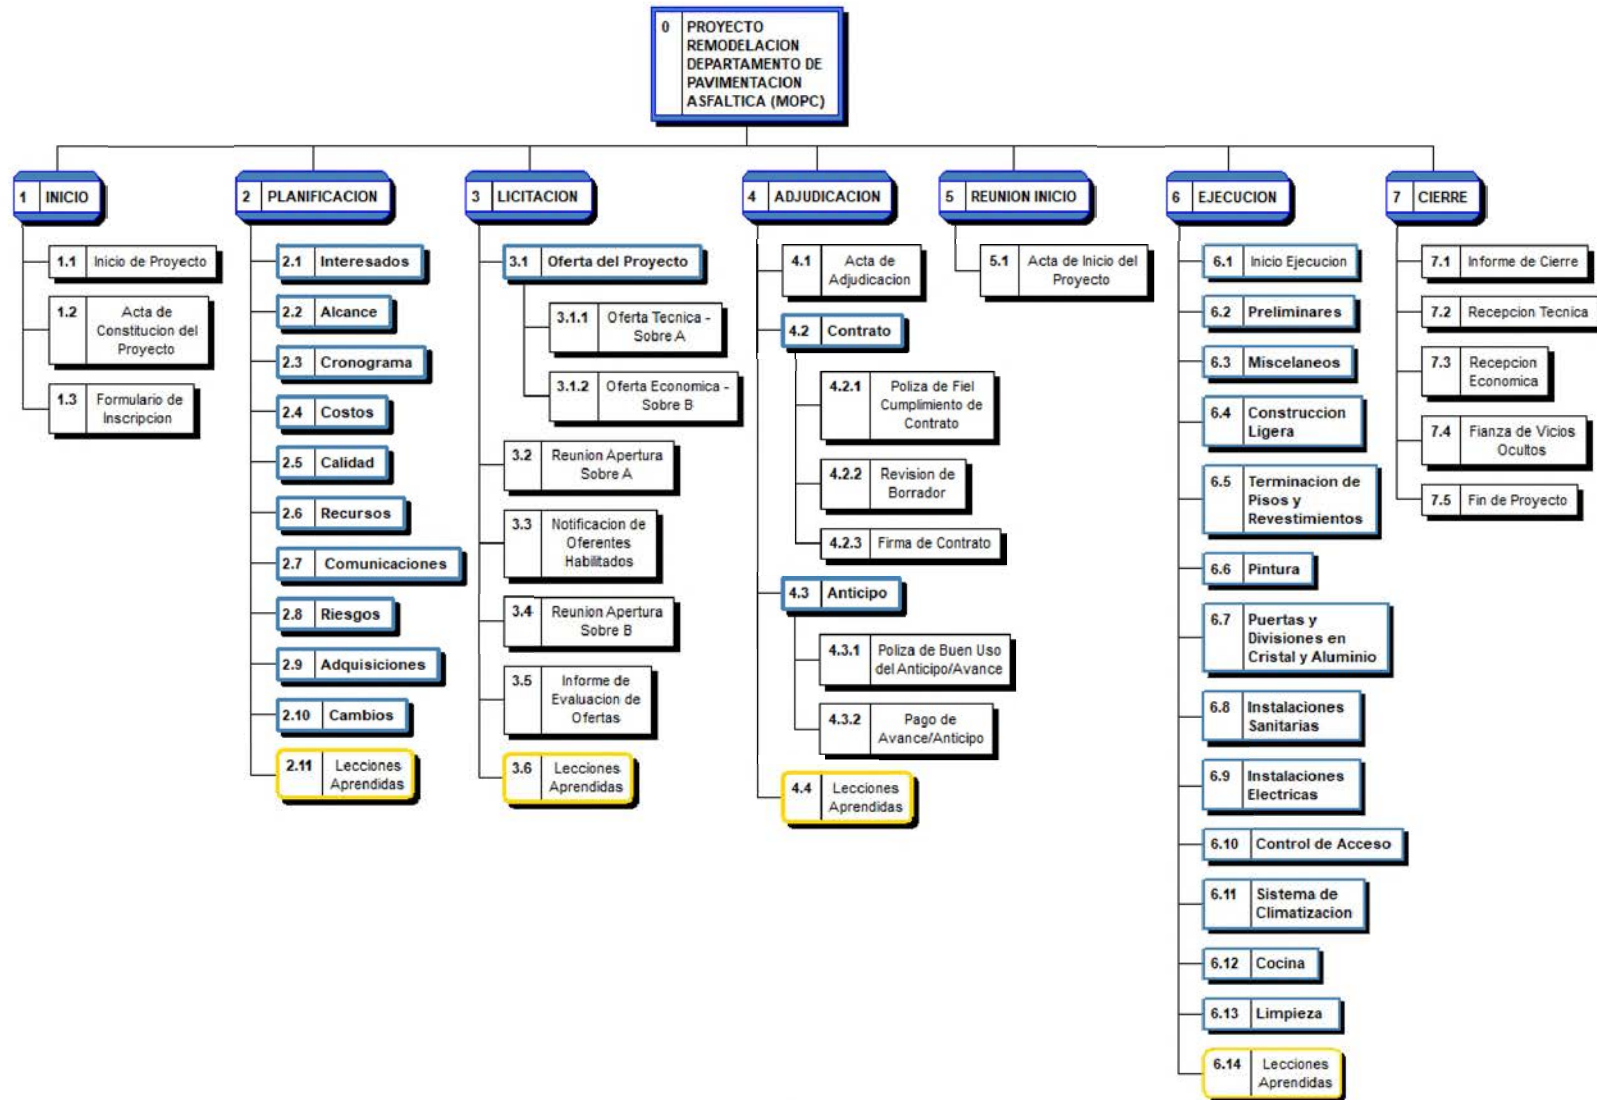 0 PROYECTO
REMODELACION
DEPARTAMENTO DE
PAVIMENTACION
ASFALTICA (MOPC)
1 INICIO
1.1 Inicio de Proyecto
1.2 Acta de
Constitucion del
Proyecto
1.3 Formulario de
Inscripcion
2 PLANIFICACION
2.1 Interesados
2.2 Alcance
2.3 Cronograma
2.4 Costos
2.5 Calidad
2.6 Recursos
2.7 Comunicaciones
2.8 Riesgos
2.9 Adquisiciones
2.10 Cambios
2.11 Lecciones
Aprendidas
3 LICITACION
3.1 Oferta del Proyecto
3.1.1 Oferta Tecnica -
Sobre A
3.1.2 Oferta Economica -
Sobre B
3.2 Reunion Apertura
Sobre A
3.3 Notificacion de
Oferentes
Habilitados
3.4 Reunion Apertura
Sobre B
3.5 Informe de
Evaluacion de
Ofertas
3.6 Lecciones
Aprendidas
4 ADJUDICACION
4.1 Acta de
Adjudicacion
4.2 Contrato
4.2.1 Poliza de Fiel
Cumplimiento de
Contrato
4.2.2 Revision de
Borrador
4.2.3 Firma de Contrato
4.3 Anticipo
4.3.1 Poliza de Buen Uso
del Anticipo/Avance
4.3.2 Pago de
Avance/Anticipo
4.4 Lecciones
Aprendidas
5 REUNION INICIO
5.1 Acta de Inicio del
Proyecto
6 EJECUCION
6.1 Inicio Ejecucion
6.2 Preliminares
6.3 Miscelaneos
6.4 Construccion
Ligera
6.5 Terminacion de
Pisos y
Revestimientos
6.6 Pintura
6.7 Puertas y
Divisiones en
Cristal y Aluminio
6.8 Instalaciones
Sanitarias
6.9 Instalaciones
Electricas
6.10 Control de Acceso
6.11 Sistema de
Climatizacion
6.12 Cocina
6.13 Limpieza
6.14 Lecciones
Aprendidas
7 CIERRE
7.1 Informe de Cierre
7.2 Recepcion Tecnica
7.3 Recepcion
Economica
7.4 Fianza de Vicios
Ocultos
7.5 Fin de Proyecto